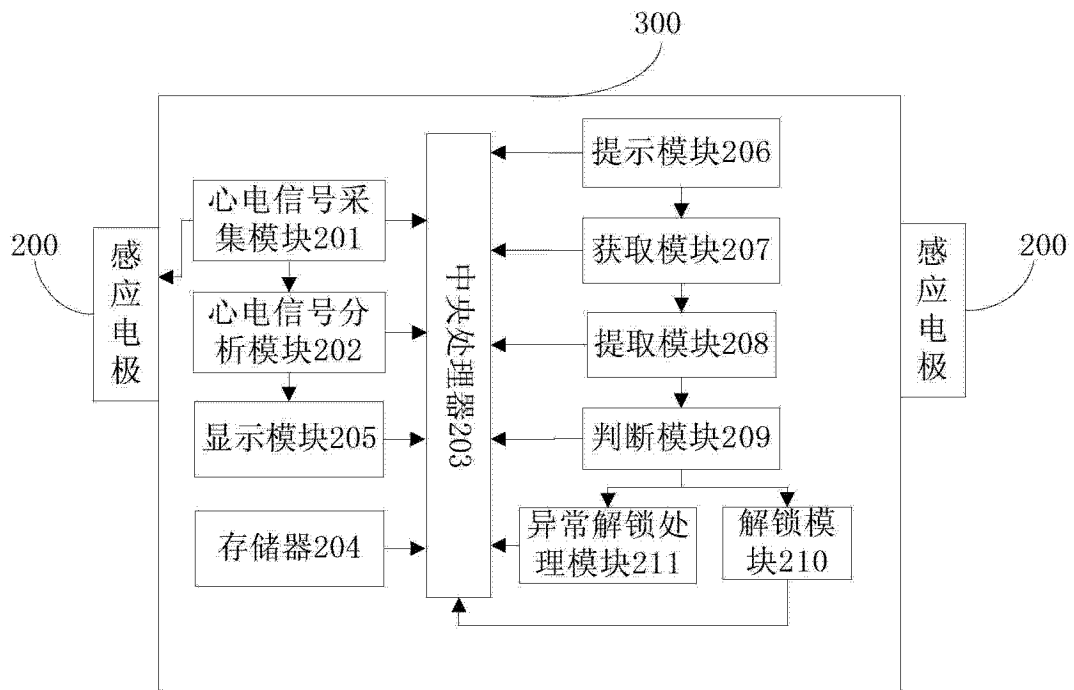 300
提示模块206
心电信号采
集模块201
获取模块207
200
感应电极
200
感应电极
心电信号分
析模块202
中央处理器203
提取模块208
显示模块205
判断模块209
存储器204
异常解锁处
理模块211
解锁模
块210